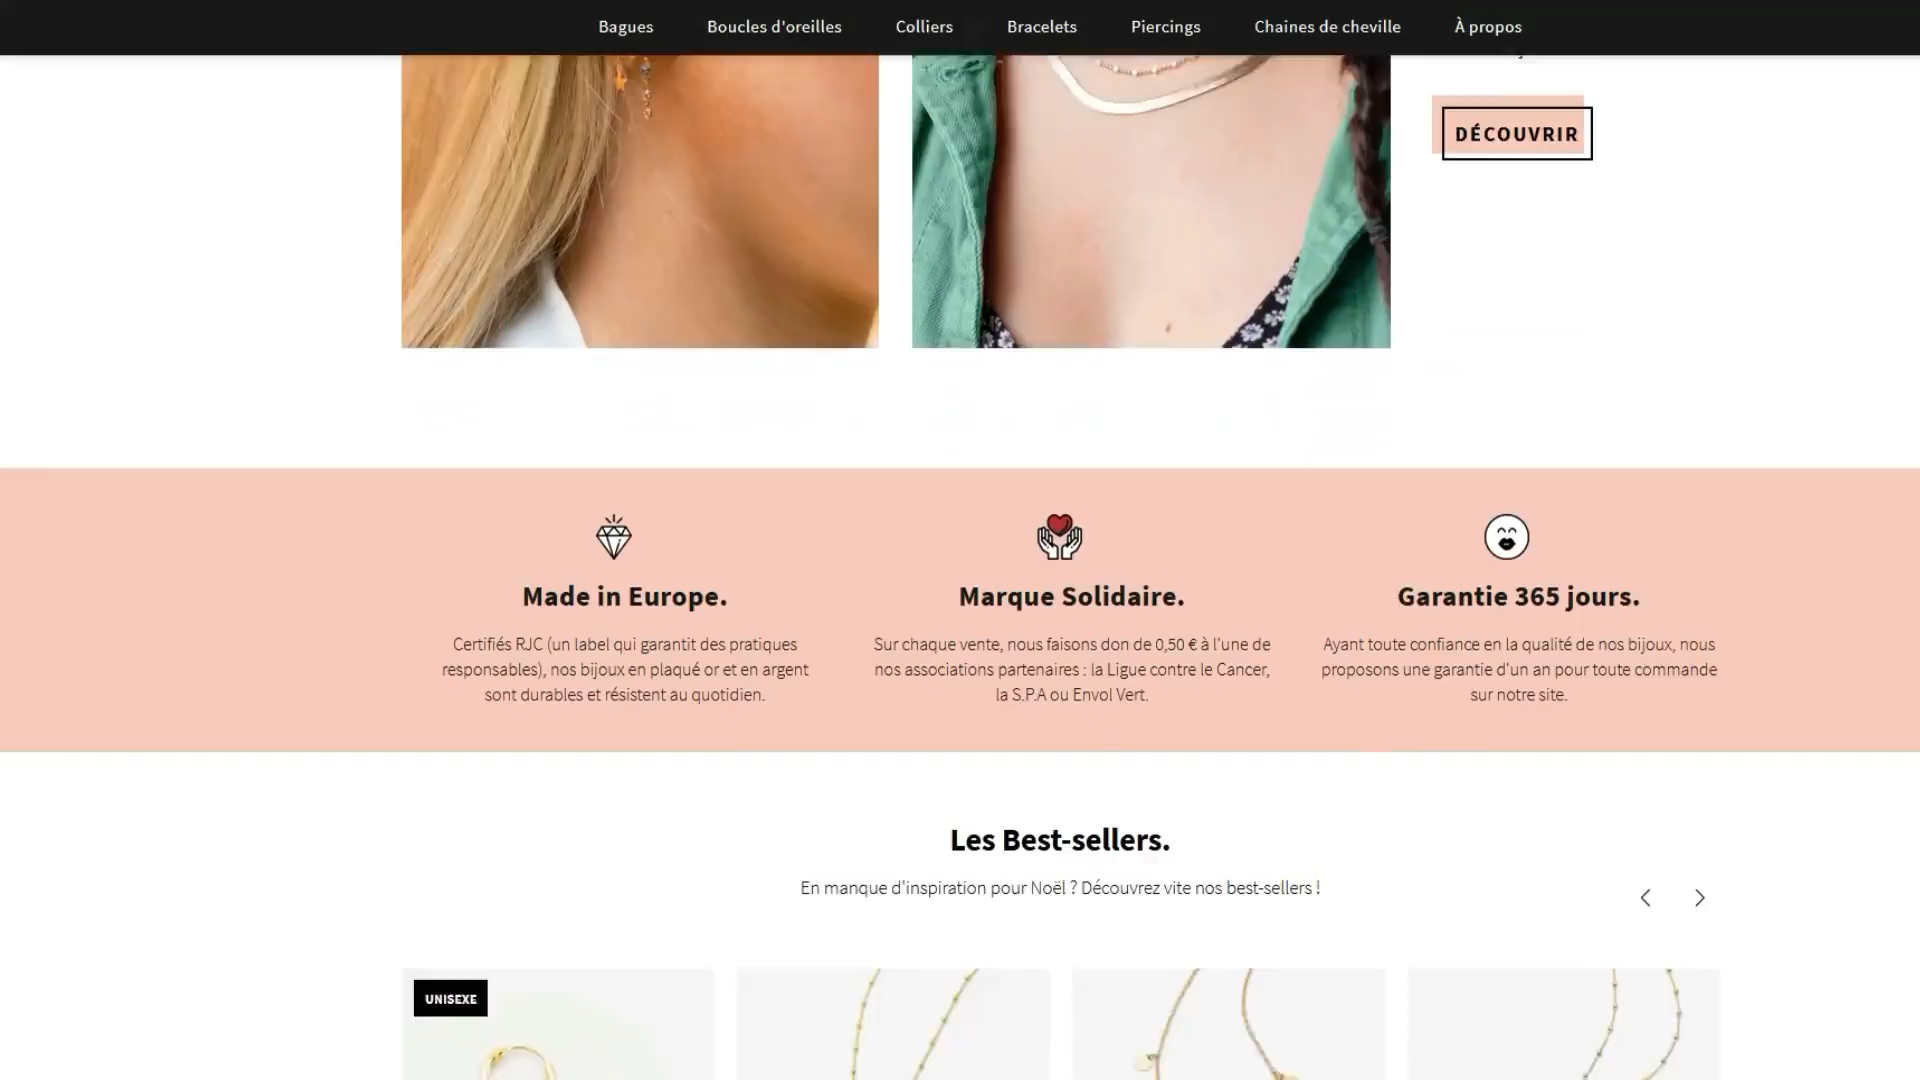 Bagues Boucles d'oreilles Colliers Bracelets Piercings Chaines de cheville À propos
DÉCOUVRIR
Made in Europe.
Certifiés RJC (un label qui garantit des pratiques
responsables), nos bijoux en plaqué or et en argent
sont durables et résistent au quotidien.
Marque Solidaire.
Sur chaque vente, nous faisons don de 0,50 € à l'une de
nos associations partenaires : la Ligue contre le Cancer,
la S.P.A ou Envol Vert.
Garantie 365 jours.
Ayant toute confiance en la qualité de nos bijoux, nous
proposons une garantie d'un an pour toute commande
sur notre site.
Les Best-sellers.
En manque d'inspiration pour Noël ? Découvrez vite nos best-sellers !
UNISEXE